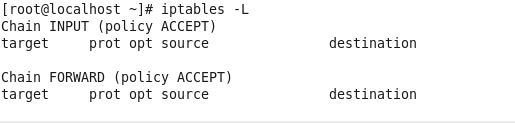 [root@localhost ~]# iptables -L
Chain INPUT (policy ACCEPT)
target     prot opt source               destination

Chain FORWARD (policy ACCEPT)
target     prot opt source               destination